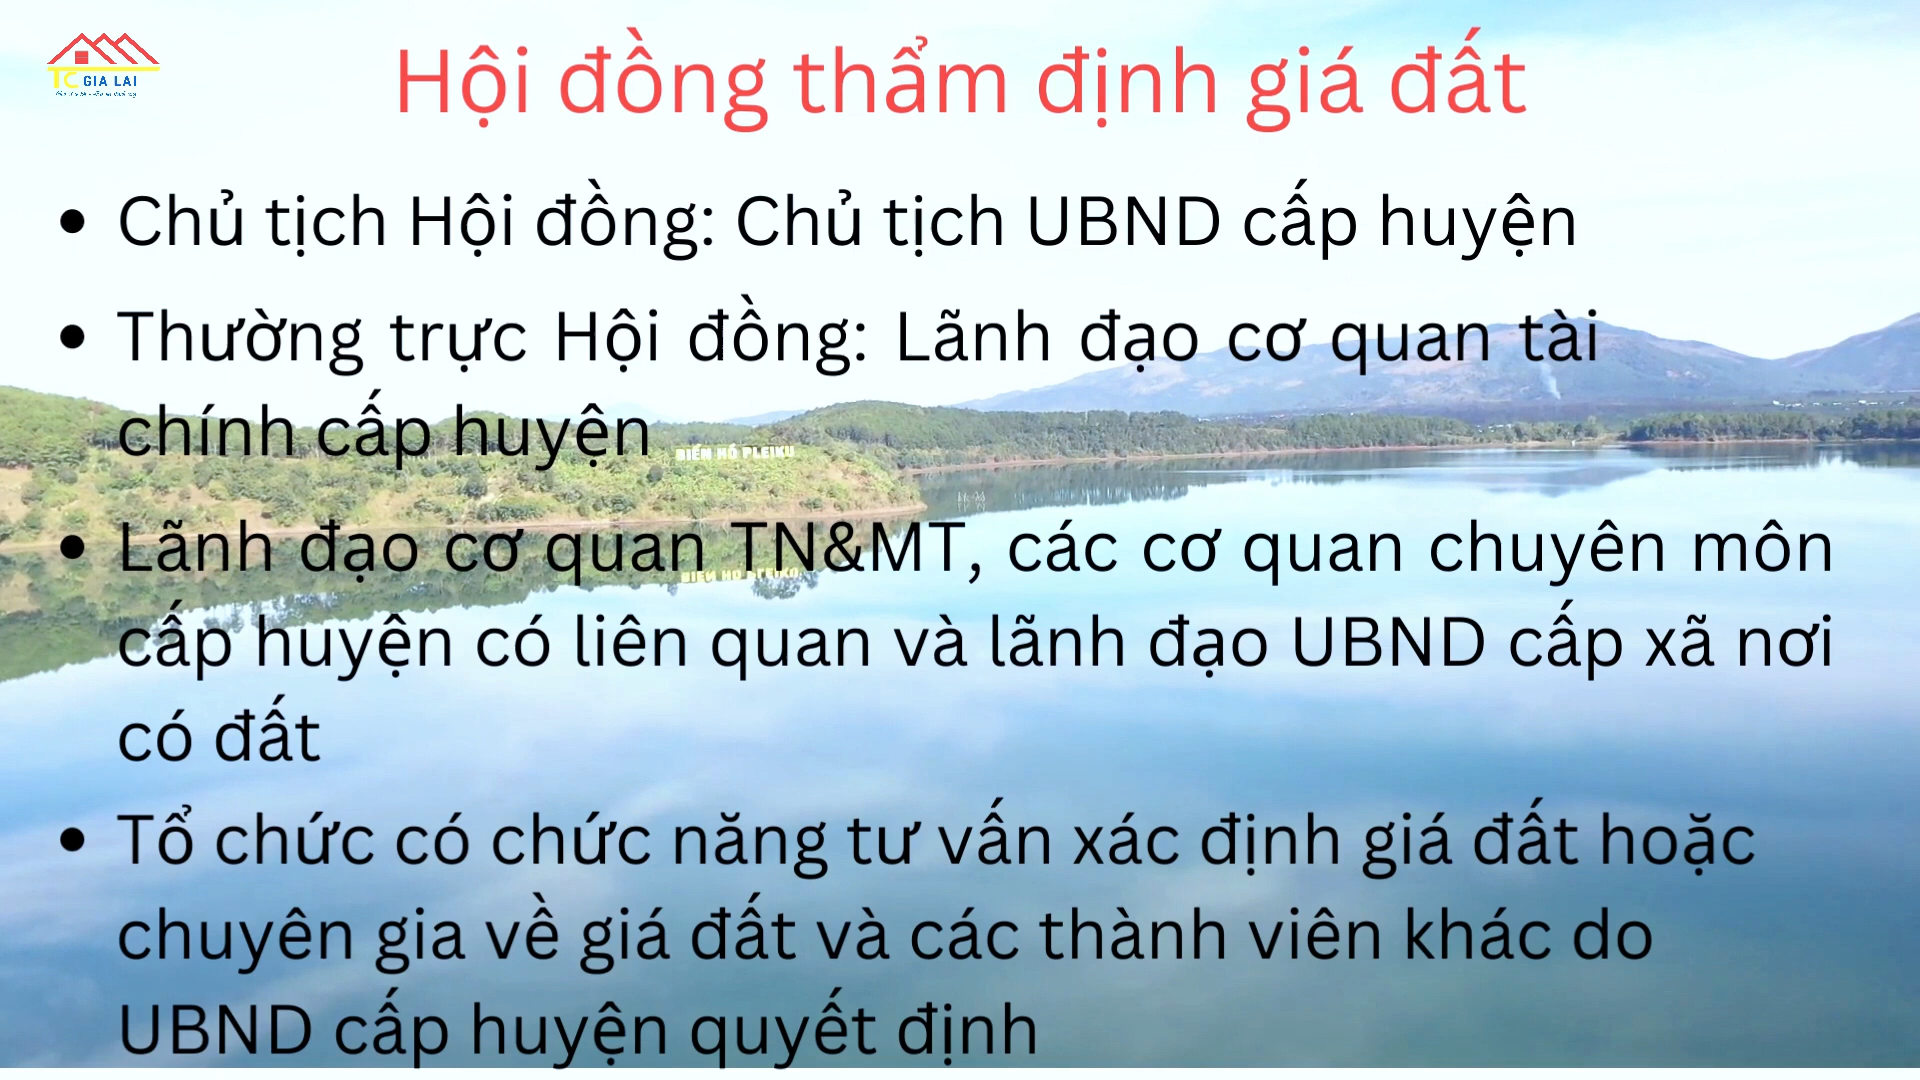 TC GIA LAI
Hội đồng thẩm định giá đất
Chủ tịch Hội đồng: Chủ tịch UBND cấp huyện
Thường trực Hội đồng: Lãnh đạo cơ quan tài
chính cấp huyện
BIỂN HỒ PLEIKU
Lãnh đạo cơ quan TN&MT, các cơ quan chuyên môn
cấp huyện có liên quan và lãnh đạo UBND cấp xã nơi
có đất
Tổ chức có chức năng tư vấn xác định giá đất hoặc
chuyên gia về giá đất và các thành viên khác do
UBND cấp huyện quyết định